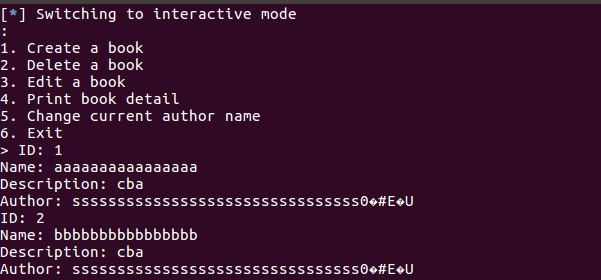 [*] Switching to interactive mode
:
1. Create a book
2. Delete a book
3. Edit a book
4. Print book detail
5. Change current author name
6. Exit
> ID: 1
Name: aaaaaaaaaaaaaaaa
Description: cba
Author: ssssssssssssssssssssssssssssssss0�#E�U
ID: 2
Name: bbbbbbbbbbbbbbbb
Description: cba
Author: ssssssssssssssssssssssssssssssss0�#E�U